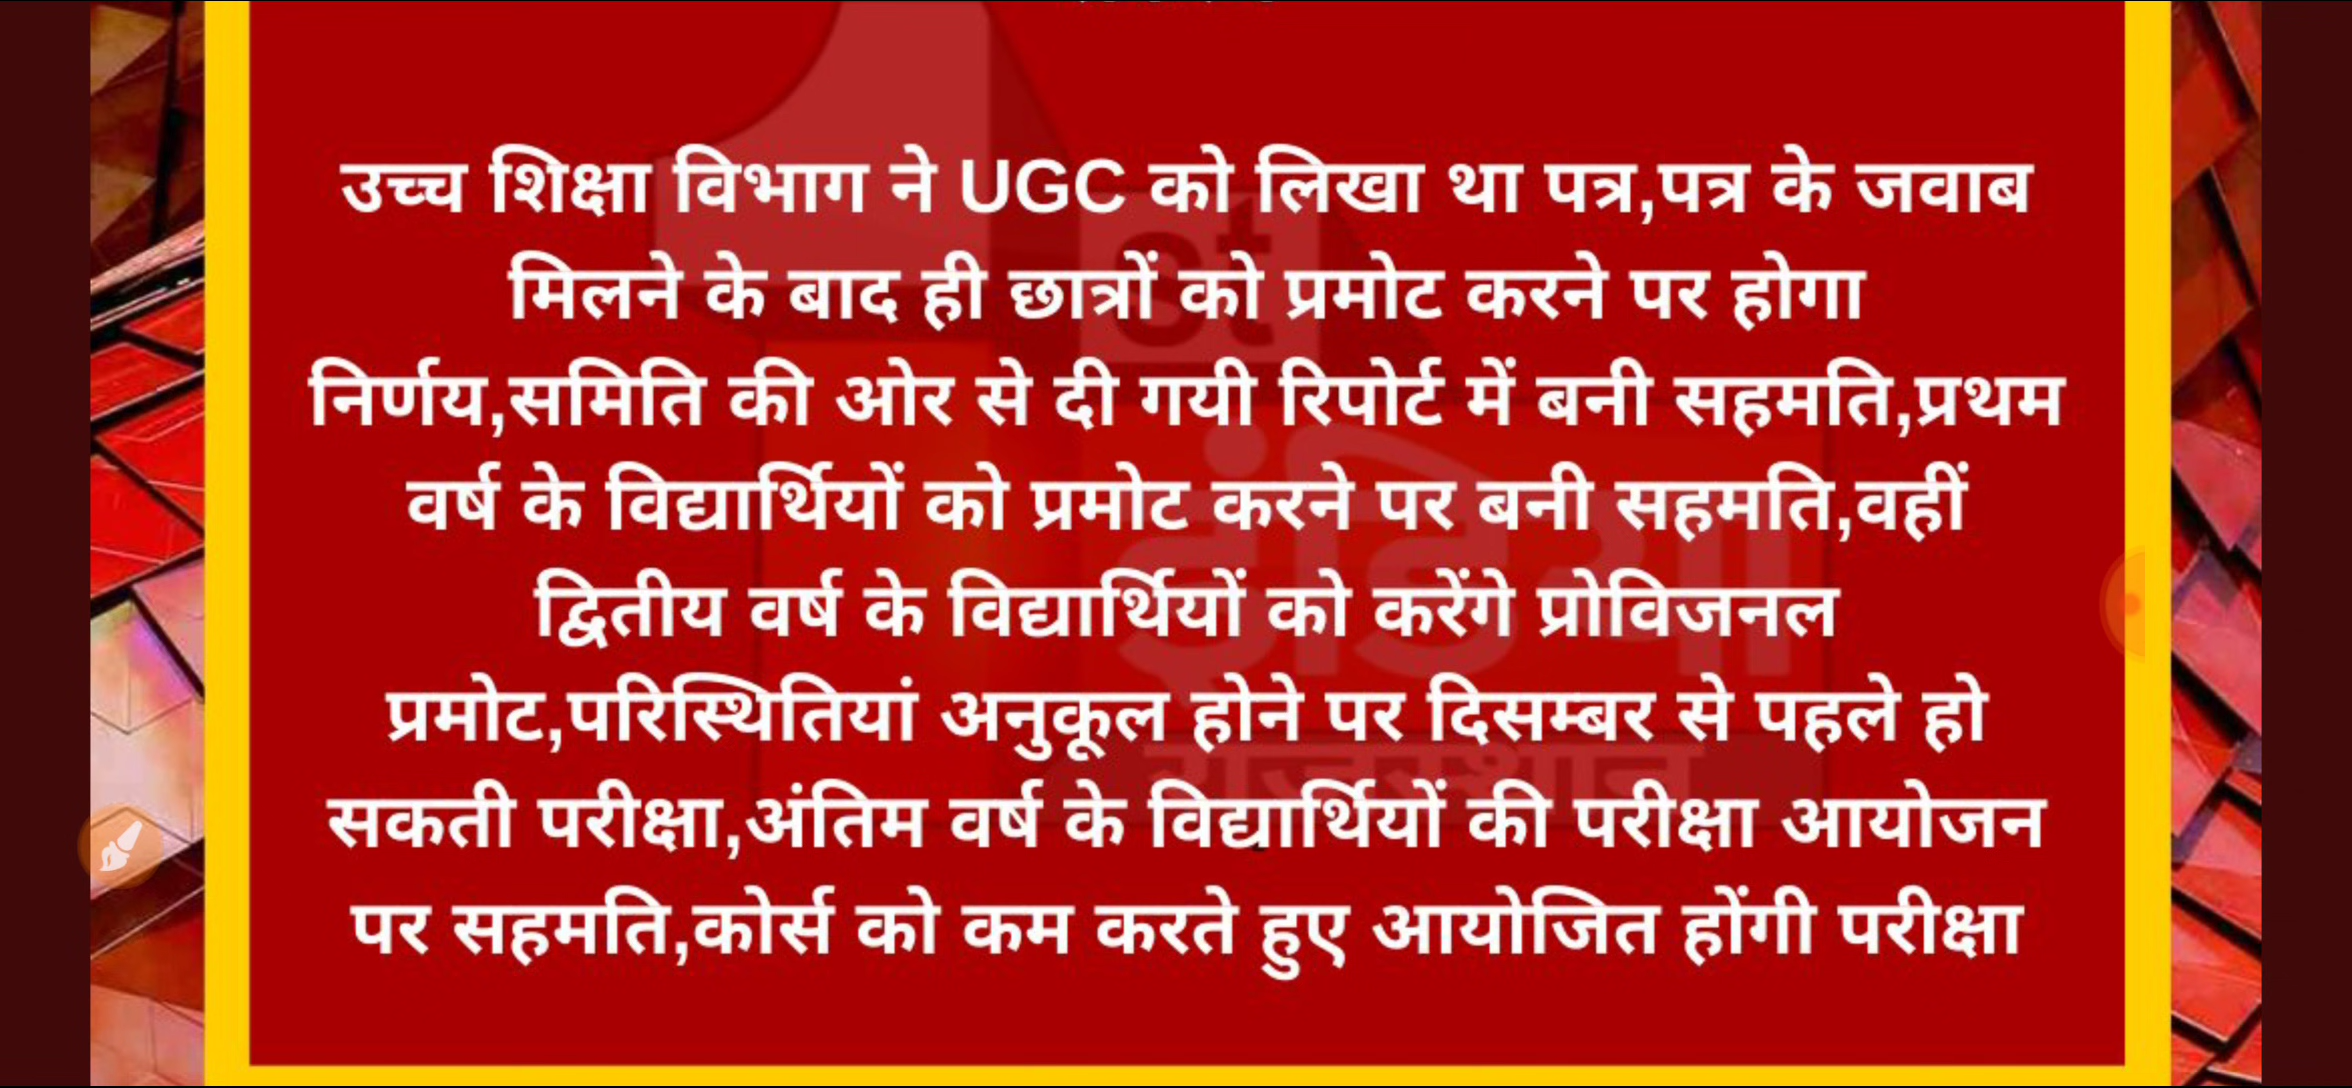 उच्च शिक्षा विभाग ने UGC को लिखा था पत्र,पत्र के जवाब
मिलने के बाद ही छात्रों को प्रमोट करने पर होगा
निर्णय,समिति की ओर से दी गयी रिपोर्ट में बनी सहमति,प्रथम
वर्ष के विद्यार्थियों को प्रमोट करने पर बनी सहमति,वहीं
द्वितीय वर्ष के विद्यार्थियों को करेंगे प्रोविजनल
प्रमोट,परिस्थितियां अनुकूल होने पर दिसम्बर से पहले हो
सकती परीक्षा,अंतिम वर्ष के विद्यार्थियों की परीक्षा आयोजन
पर सहमति,कोर्स को कम करते हुए आयोजित होंगी परीक्षा
1st
इंडिया
राजस्थान